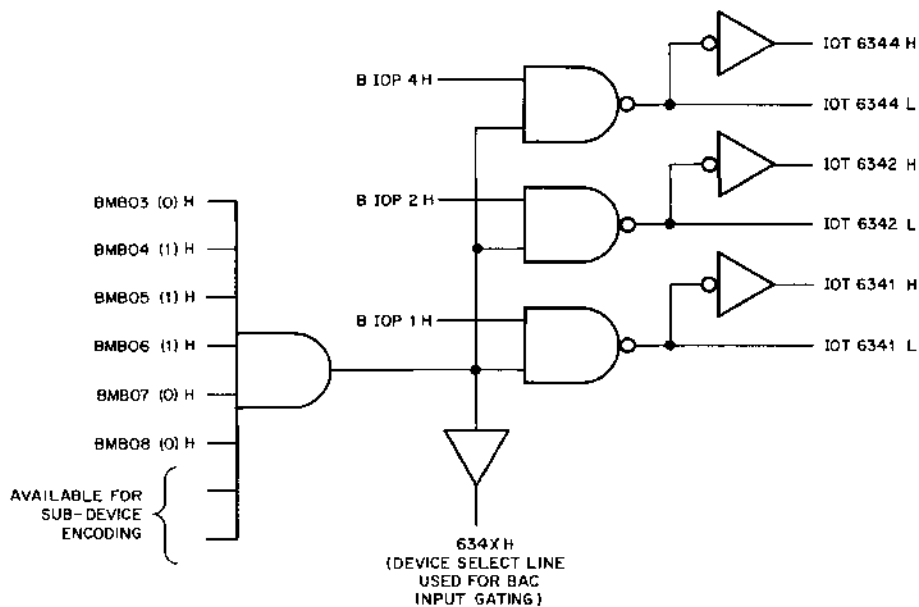 IOT 6344 H
B IOP 4 H
IOT 6344 L
IOT 6342 H
B IOP 2 H
BMB03 (0) H
IOT 6342 L
BMB04 (1) H
BMB05 (1) H
IOT 6341 H
B IOP 1 H
BMB06 (1) H
IOT 6341 L
BMB07 (0) H
BMB08 (0) H
AVAILABLE FOR
SUB-DEVICE
ENCODING
634X H
(DEVICE SELECT LINE
USED FOR BAC
INPUT GATING)